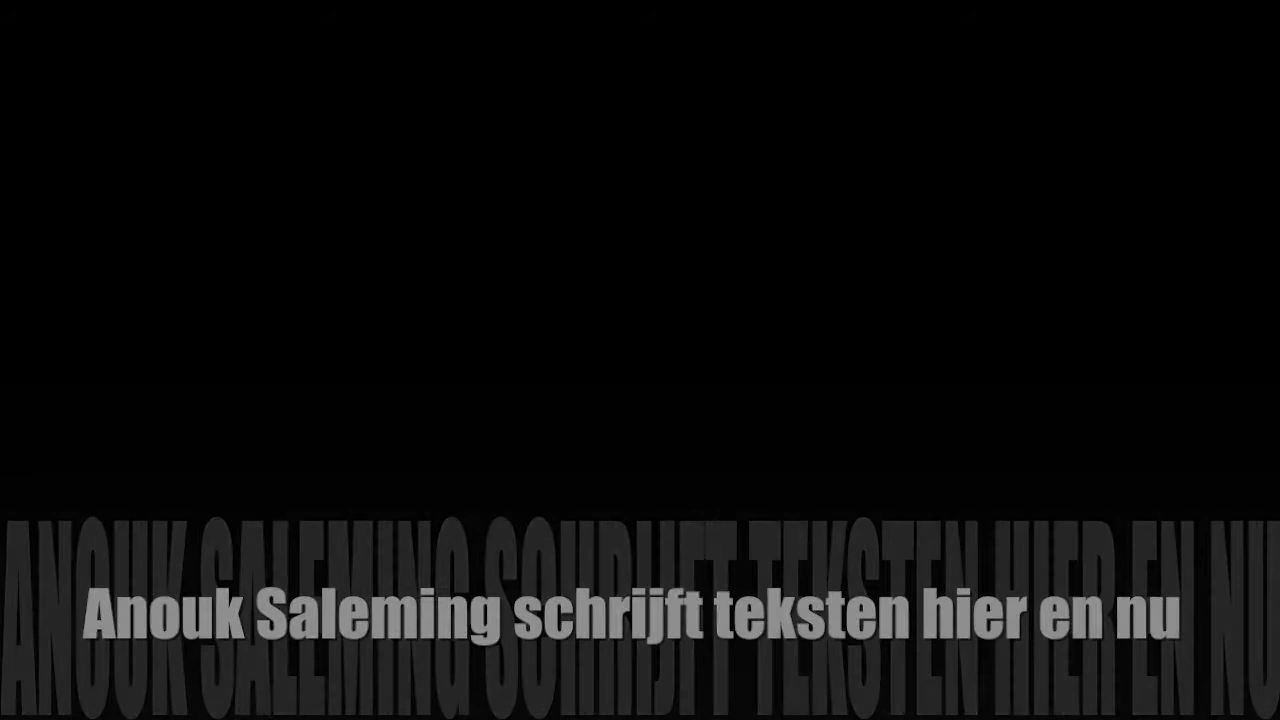 ANOUK SALEMING SCHRIJFT TEKSTEN HIER EN NU
Anouk Saleming schrijft teksten hier en nu